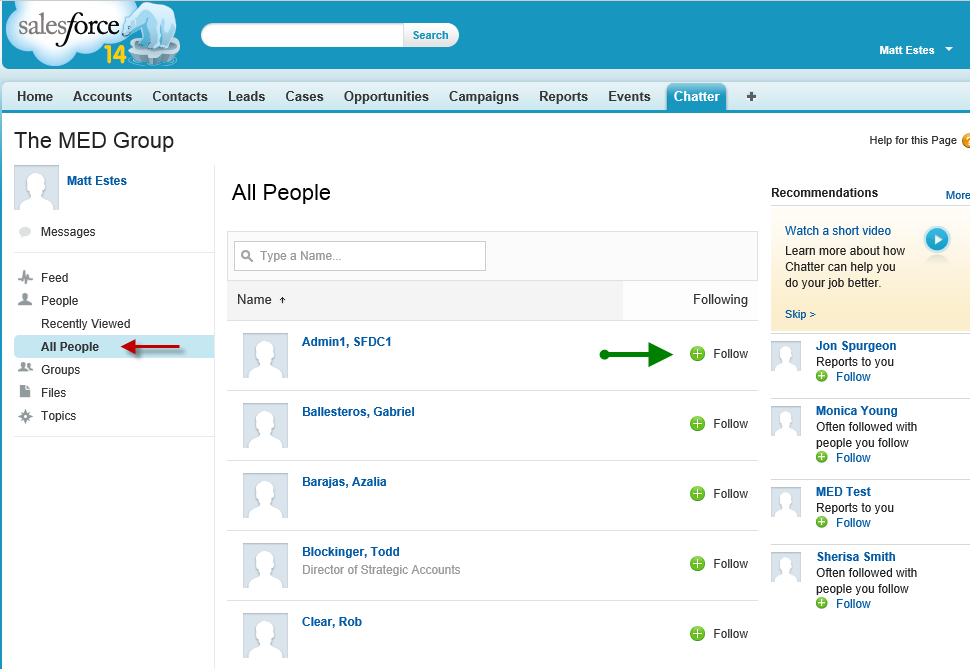 salesforce
14
Search
Matt Estes
Home Accounts Contacts Leads Cases Opportunities Campaigns Reports Events Chatter
The MED Group
Help for this Page
Matt Estes
Messages
Feed
People
Recently Viewed
All People
Groups
Files
Topics
All People
Type a Name...
Name Following
Admin1, SFDC1
Follow
Ballesteros, Gabriel
Follow
Barajas, Azalia
Follow
Blockinger, Todd
Director of Strategic Accounts
Follow
Clear, Rob
Follow
Recommendations More
Watch a short video
Learn more about how
Chatter can help you
do your job better.
Skip >
Jon Spurgeon
Reports to you
Follow
Monica Young
Often followed with
people you follow
Follow
MED Test
Reports to you
Follow
Sherisa Smith
Often followed with
people you follow
Follow